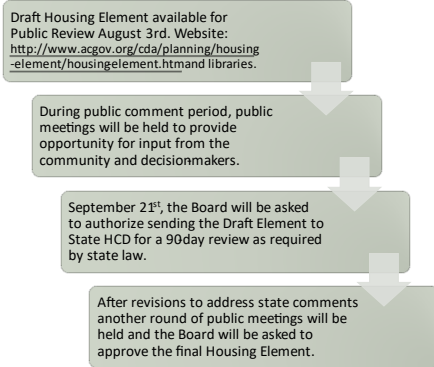 Draft Housing Element available for
Public Review August 3rd. Website:
http://www.acgov.org/cda/planning/housing
-element/housingelement.htmand libraries.
During public comment period, public
meetings will be held to provide
opportunity for input from the
community and decision-makers.
September 21st, the Board will be asked
to authorize sending the Draft Element to
State HCD for a 90-day review as required
by state law.
After revisions to address state comments
another round of public meetings will be
held and the Board will be asked to
approve the final Housing Element.